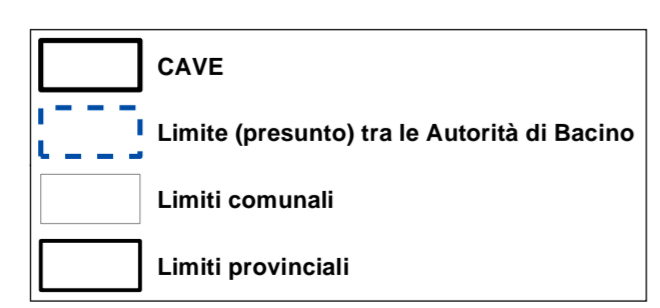 CAVE
Limite (presunto) tra le Autorità di Bacino
Limiti comunali
Limiti provinciali